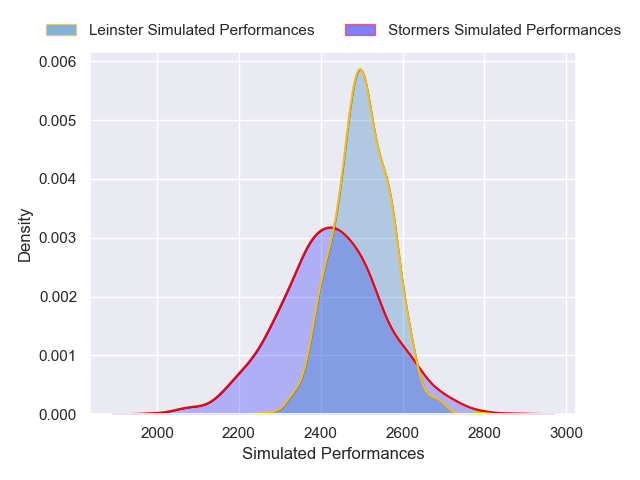 Leinster Simulated Performances
Stormers Simulated Performances
0.006
0.005
0.004
0.003
0.002
0.001
0.000
Density
2000 2200 2400 2600 2800 3000
Simulated Performances